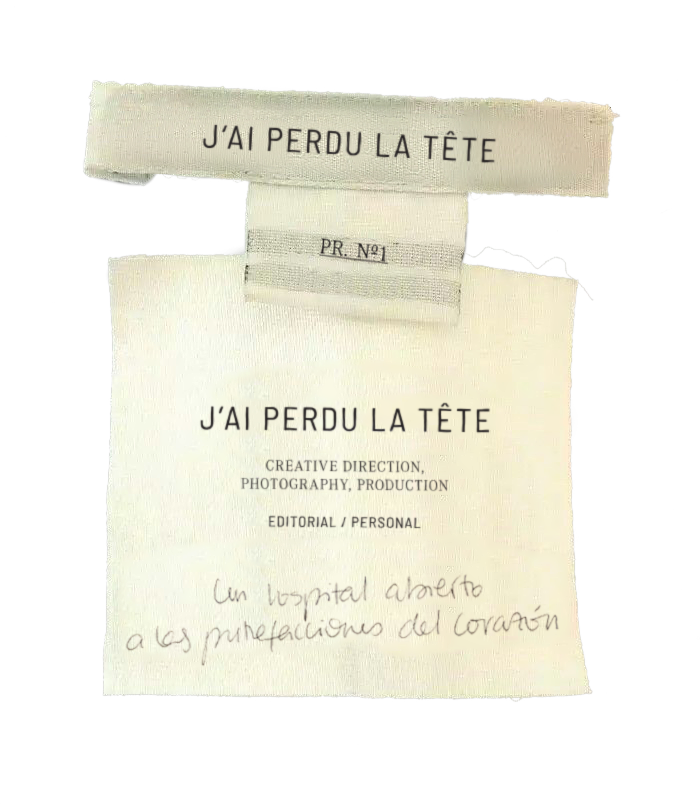 J'AI PERDU LA TÊTE
PR. Nº1
J'AI PERDU LA TÊTE
CREATIVE DIRECTION,
PHOTOGRAPHY, PRODUCTION
EDITORIAL / PERSONAL
Un hospital abierto
a las putrefacciones del corazón